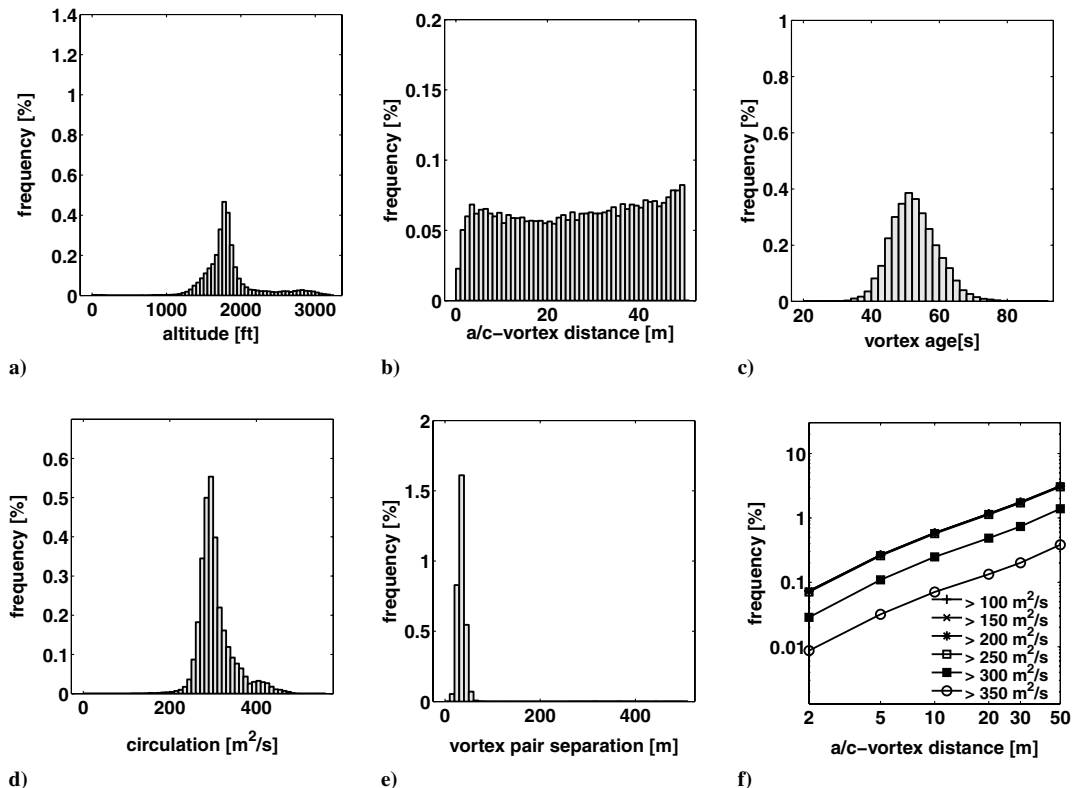 1.4
1.2
1
0.8
0.6
0.4
0.2
0
frequency [%]
0 1000 2000 3000
altitude [ft]
a)
0.2
0.15
0.1
0.05
0
frequency [%]
0 20 40
a/c−vortex distance [m]
b)
1
0.8
0.6
0.4
0.2
0
frequency [%]
20 40 60 80
vortex age[s]
c)
0.6
0.5
0.4
0.3
0.2
0.1
0
frequency [%]
0 200 400
circulation [m²/s]
d)
2
1.5
1
0.5
0
frequency [%]
0 200 400
vortex pair separation [m]
e)
10
1
0.1
0.01
frequency [%]
> 100 m²/s
> 150 m²/s
> 200 m²/s
> 250 m²/s
> 300 m²/s
> 350 m²/s
2 5 10 20 30 50
a/c−vortex distance [m]
f)